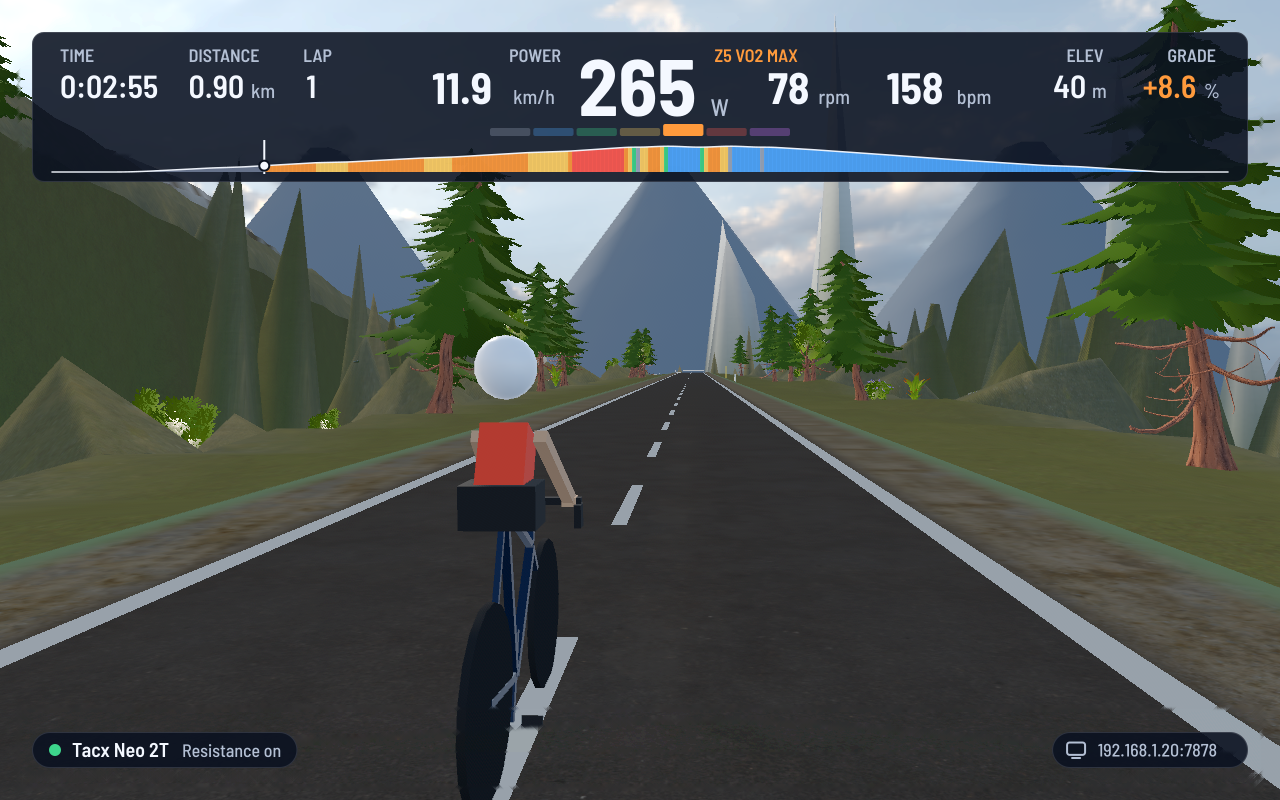 TIME DISTANCE LAP POWER Z5 VO2 MAX ELEV GRADE
0:02:55 0.90 km 1 11.9 km/h 265 W 78 rpm 158 bpm 40 m +8.6 %
Tacx Neo 2T Resistance on
192.168.1.20:7878